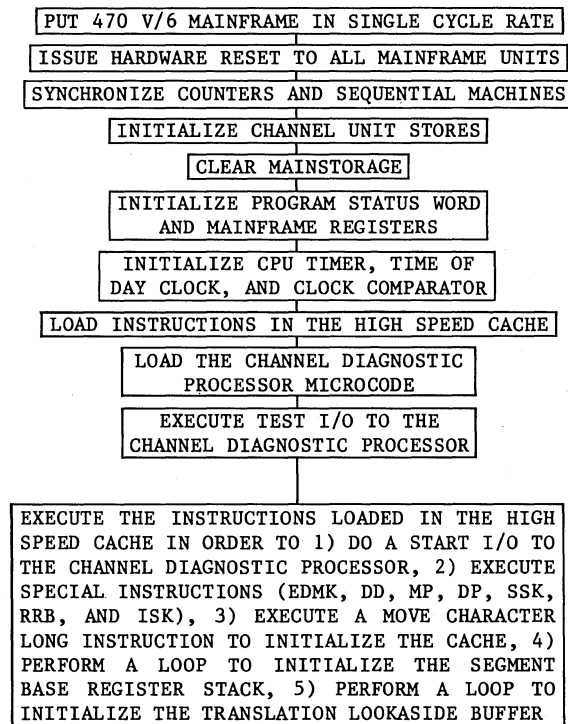 PUT 470 V/6 MAINFRAME IN SINGLE CYCLE RATE
ISSUE HARDWARE RESET TO ALL MAINFRAME UNITS
SYNCHRONIZE COUNTERS AND SEQUENTIAL MACHINES
INITIALIZE CHANNEL UNIT STORES
CLEAR MAINSTORAGE
INITIALIZE PROGRAM STATUS WORD
AND MAINFRAME REGISTERS
INITIALIZE CPU TIMER, TIME OF
DAY CLOCK, AND CLOCK COMPARATOR
LOAD INSTRUCTIONS IN THE HIGH SPEED CACHE
LOAD THE CHANNEL DIAGNOSTIC
PROCESSOR MICROCODE
EXECUTE TEST I/O TO THE
CHANNEL DIAGNOSTIC PROCESSOR
EXECUTE THE INSTRUCTIONS LOADED IN THE HIGH
SPEED CACHE IN ORDER TO 1) DO A START I/O TO
THE CHANNEL DIAGNOSTIC PROCESSOR, 2) EXECUTE
SPECIAL INSTRUCTIONS (EDMK, DD, MP, DP, SSK,
RRB, AND ISK), 3) EXECUTE A MOVE CHARACTER
LONG INSTRUCTION TO INITIALIZE THE CACHE, 4)
PERFORM A LOOP TO INITIALIZE THE SEGMENT
BASE REGISTER STACK, 5) PERFORM A LOOP TO
INITIALIZE THE TRANSLATION LOOKASIDE BUFFER